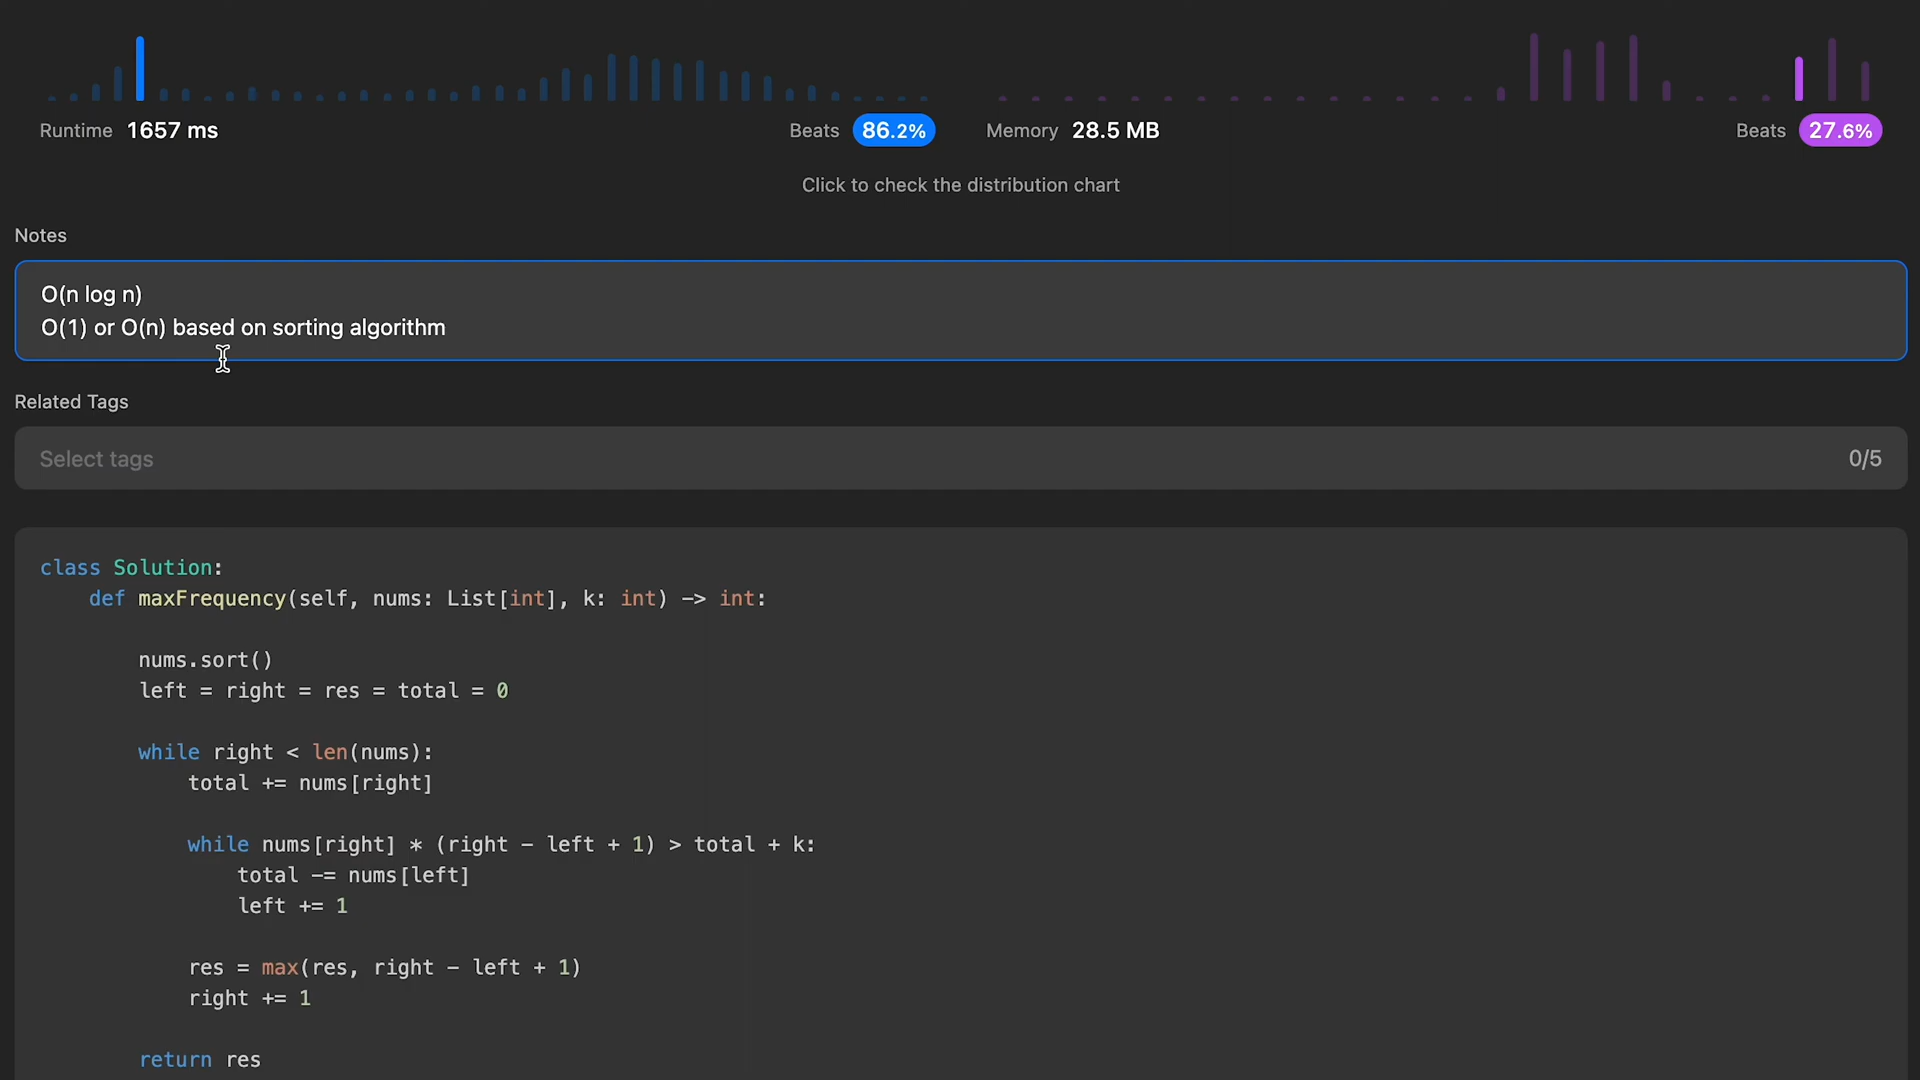 Runtime 1657 ms Beats 86.2% Memory 28.5 MB Beats 27.6%
Click to check the distribution chart
Notes
O(n log n)
O(1) or O(n) based on sorting algorithm
Related Tags
Select tags 0/5
class Solution:
    def maxFrequency(self, nums: List[int], k: int) -> int:
        nums.sort()
        left = right = res = total = 0
        while right < len(nums):
            total += nums[right]
            while nums[right] * (right - left + 1) > total + k:
                total -= nums[left]
                left += 1
            res = max(res, right - left + 1)
            right += 1
        return res